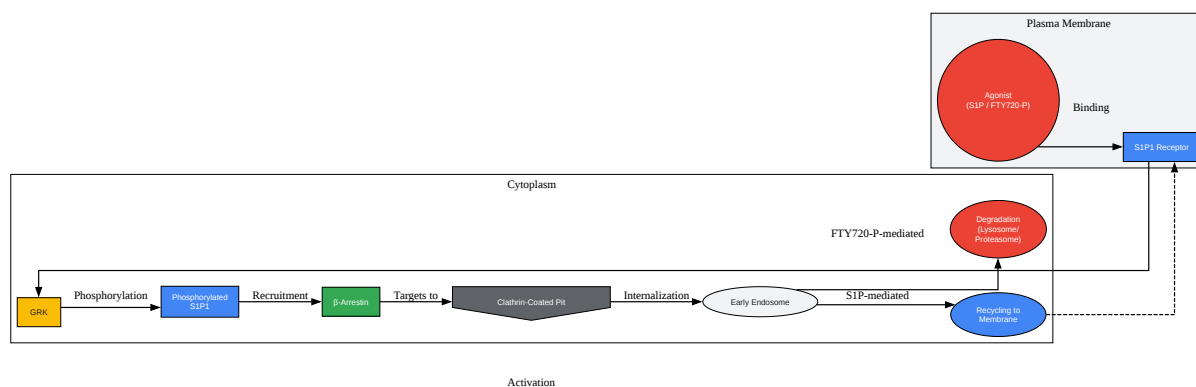 Plasma Membrane
Agonist
(S1P / FTY720-P)
Binding
S1P1 Receptor
Cytoplasm
Degradation
(Lysosome/
Proteasome)
FTY720-P-mediated
GRK
Phosphorylation
Phosphorylated
S1P1
Recruitment
β-Arrestin
Targets to
Clathrin-Coated Pit
Internalization
Early Endosome
S1P-mediated
Recycling to
Membrane
Activation